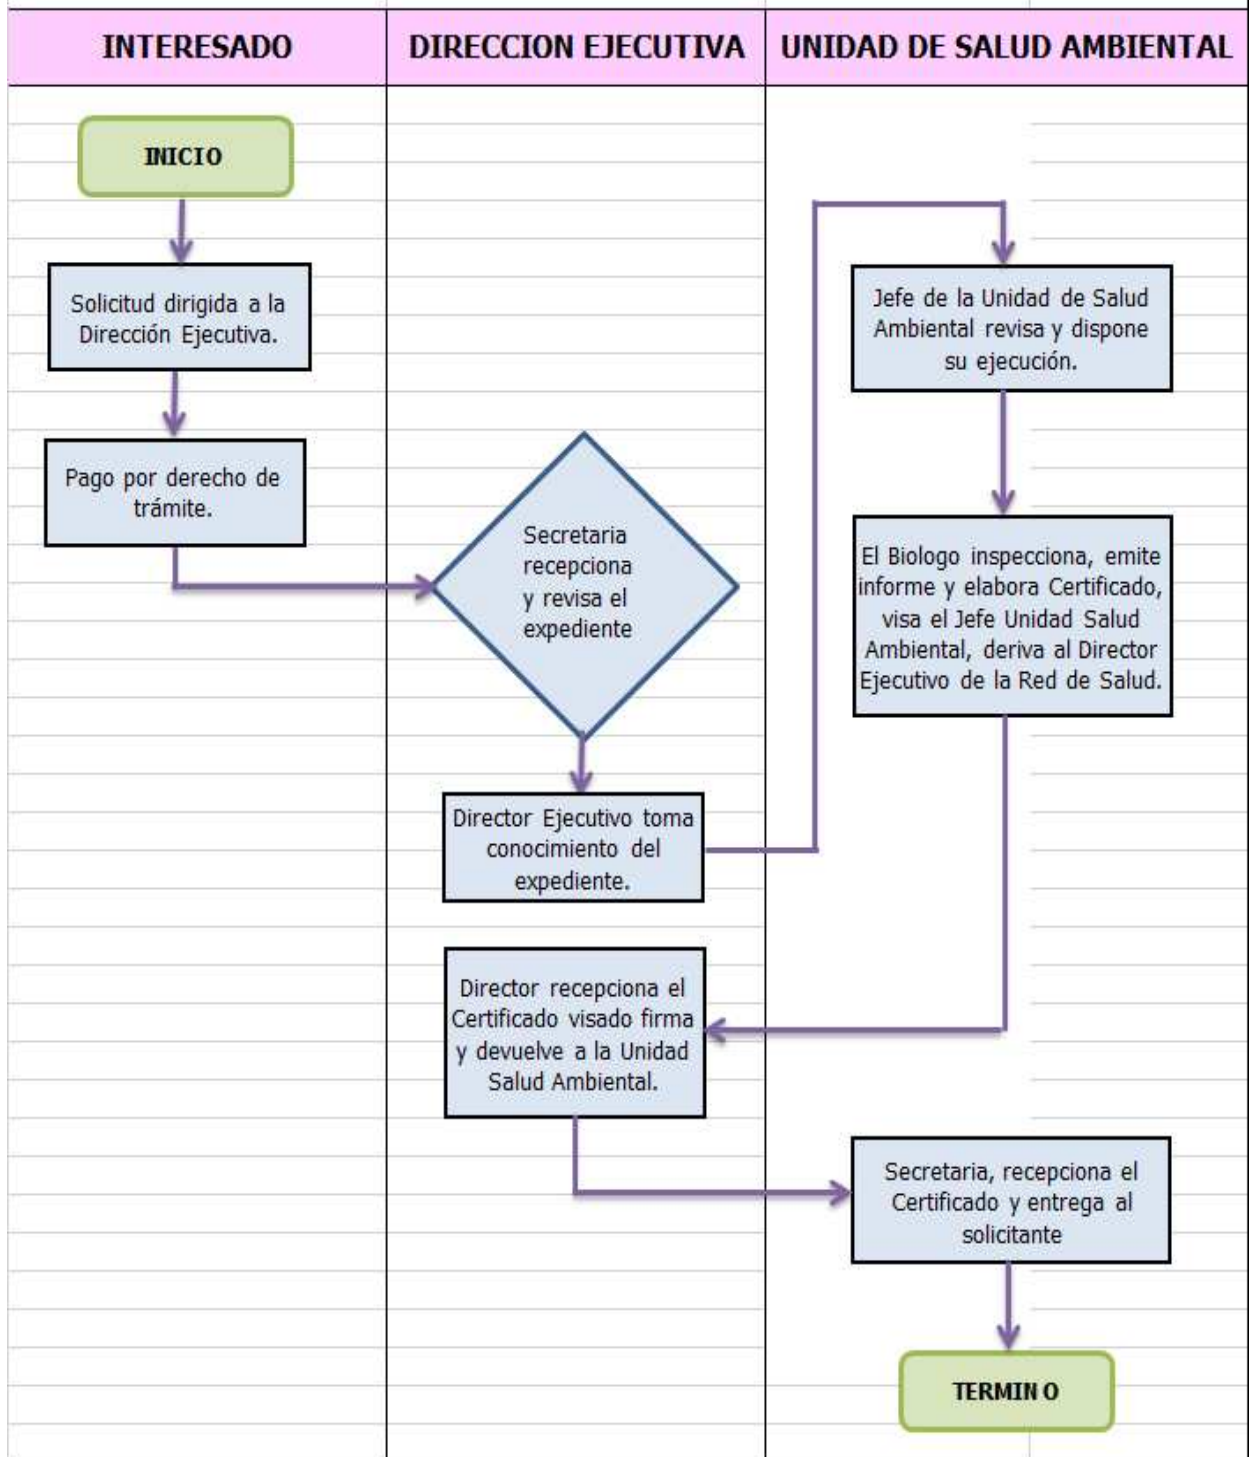 INTERESADO
DIRECCION EJECUTIVA
UNIDAD DE SALUD AMBIENTAL
INICIO
Solicitud dirigida a la
Dirección Ejecutiva.
Pago por derecho de
trámite.
Secretaria
recepciona
y revisa el
expediente
Director Ejecutivo toma
conocimiento del
expediente.
Jefe de la Unidad de Salud
Ambiental revisa y dispone
su ejecución.
El Biologo inspecciona, emite
informe y elabora Certificado,
visa el Jefe Unidad Salud
Ambiental, deriva al Director
Ejecutivo de la Red de Salud.
Director recepciona el
Certificado visado firma
y devuelve a la Unidad
Salud Ambiental.
Secretaria, recepciona el
Certificado y entrega al
solicitante
TERMINO